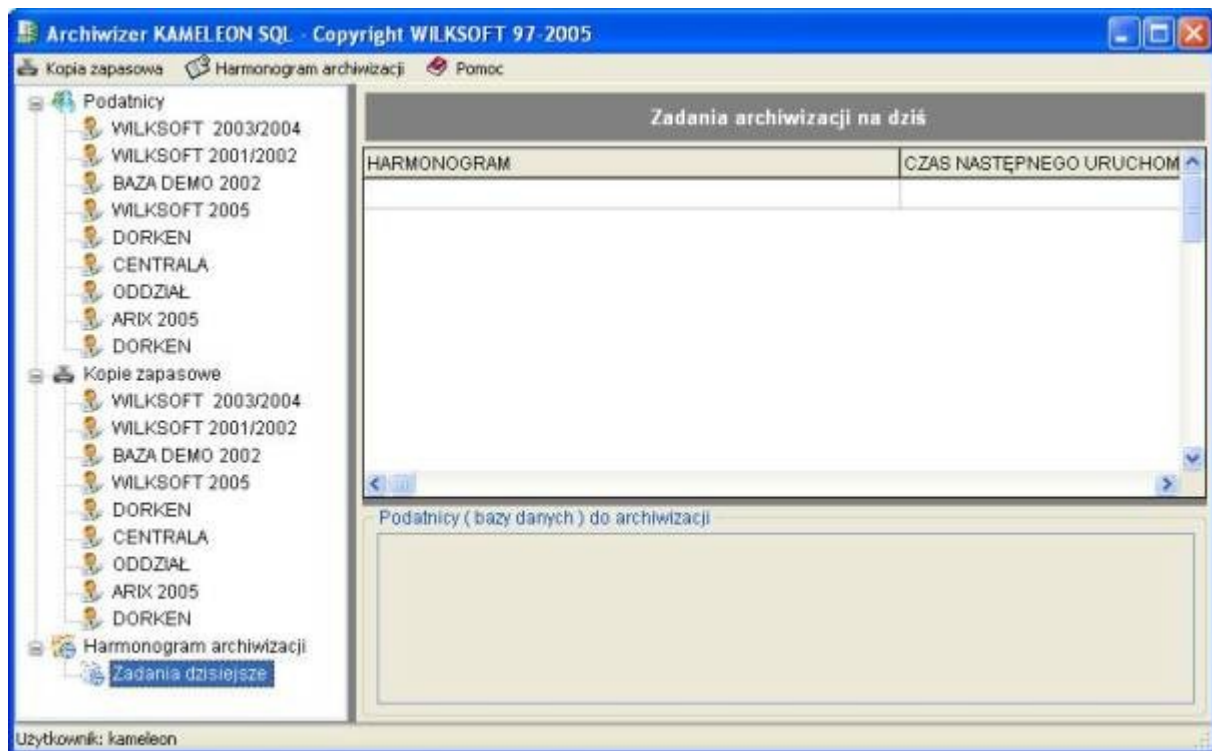 Archiwizer KAMELEON SQL - Copyright WILKSOFT 97-2005
Kopia zapasowa Harmonogram archiwizacji Pomoc
Podatnicy
WILKSOFT 2003/2004
WILKSOFT 2001/2002
BAZA DEMO 2002
WILKSOFT 2005
DORKEN
CENTRALA
ODDZIAŁ
ARIX 2005
DORKEN
Kopie zapasowe
WILKSOFT 2003/2004
WILKSOFT 2001/2002
BAZA DEMO 2002
WILKSOFT 2005
DORKEN
CENTRALA
ODDZIAŁ
ARIX 2005
DORKEN
Harmonogram archiwizacji
Zadania dzisiejsze
Zadania archiwizacji na dziś
HARMONOGRAM CZAS NASTĘPNEGO URUCHOM
Podatnicy ( bazy danych ) do archiwizacji
Użytkownik: kameleon